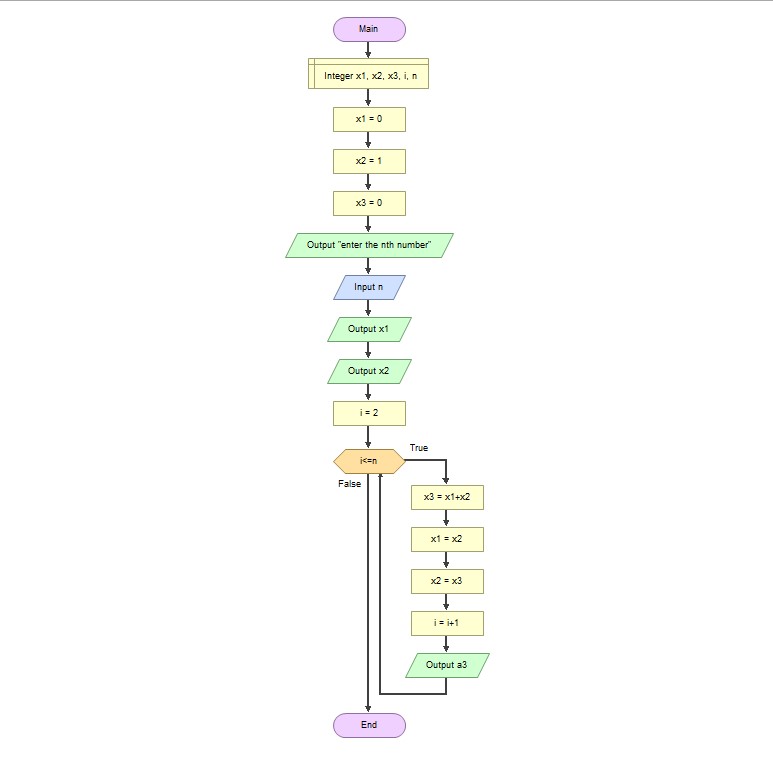 Main
Integer x1, x2, x3, i, n
x1 = 0
x2 = 1
x3 = 0
Output "enter the nth number"
Input n
Output x1
Output x2
i = 2
i<=n
True
False
x3 = x1+x2
x1 = x2
x2 = x3
i = i+1
Output a3
End